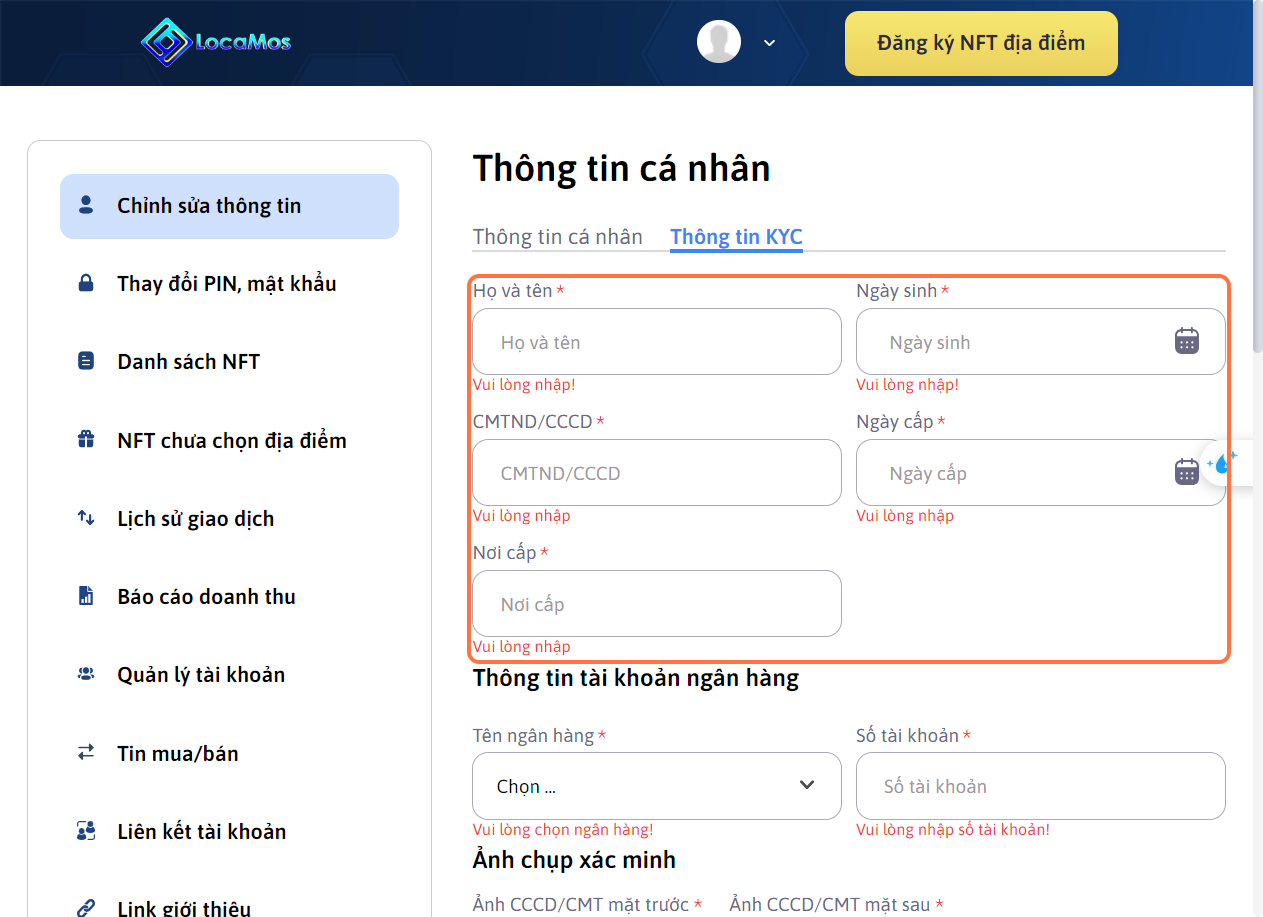 LocaMos
Đăng ký NFT địa điểm
Chỉnh sửa thông tin
Thay đổi PIN, mật khẩu
Danh sách NFT
NFT chưa chọn địa điểm
Lịch sử giao dịch
Báo cáo doanh thu
Quản lý tài khoản
Tin mua/bán
Liên kết tài khoản
Link giới thiệu
Thông tin cá nhân
Thông tin cá nhân Thông tin KYC
Họ và tên * Ngày sinh *
Họ và tên Ngày sinh
Vui lòng nhập! Vui lòng nhập!
CMTND/CCCD * Ngày cấp *
CMTND/CCCD Ngày cấp
Vui lòng nhập Vui lòng nhập
Nơi cấp *
Nơi cấp
Vui lòng nhập
Thông tin tài khoản ngân hàng
Tên ngân hàng * Số tài khoản *
Chọn ... Số tài khoản
Vui lòng chọn ngân hàng! Vui lòng nhập số tài khoản!
Ảnh chụp xác minh
Ảnh CCCD/CMT mặt trước * Ảnh CCCD/CMT mặt sau *